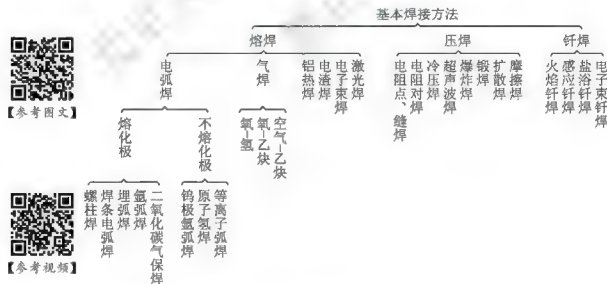 基本焊接方法
熔焊
压焊
钎焊
电弧焊
气焊
铝热焊
电渣焊
电子束焊
激光焊
电阻点、缝焊
电阻对焊
冷压焊
超声波焊
爆炸焊
锻焊
扩散焊
摩擦焊
火焰钎焊
感应钎焊
盐浴钎焊
电子束钎焊
【参考图文】
熔化极
不熔化极
氧-氢
氧-乙炔
空气-乙炔
螺柱焊
焊条电弧焊
埋弧焊
氩弧焊
二氧化碳气保焊
钨极氩弧焊
原子氢焊
等离子弧焊
【参考视频】